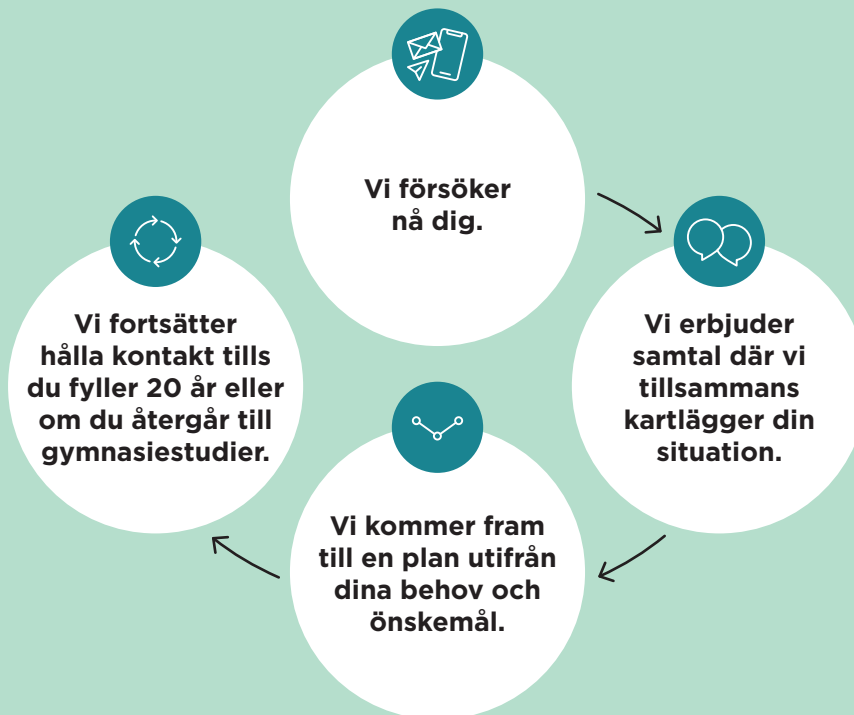 Vi försöker
nå dig.
Vi erbjuder
samtal där vi
tillsammans
kartlägger din
situation.
Vi kommer fram
till en plan utifrån
dina behov och
önskemål.
Vi fortsätter
hålla kontakt tills
du fyller 20 år eller
om du återgår till
gymnasiestudier.